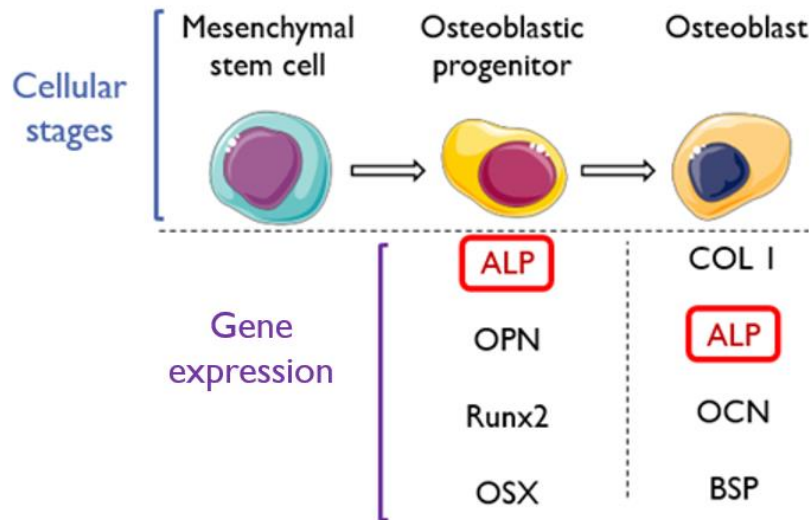 Mesenchymal
stem cell
Osteoblastic
progenitor
Osteoblast
Cellular
stages
Gene
expression
ALP
OPN
Runx2
OSX
COL I
ALP
OCN
BSP